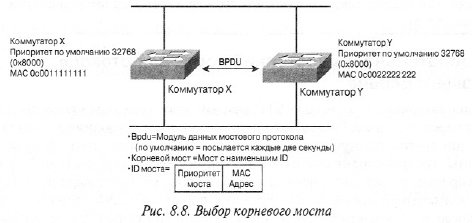 Коммутатор X
Приоритет по умолчанию 32768
(0x8000)
MAC 0c0011111111
BPDU
Коммутатор Y
Приоритет по умолчанию 32768
(0x8000)
MAC 0c0022222222
Коммутатор X
Коммутатор Y
•Bpdu=Модуль данных мостового протокола
(по умолчанию = посылается каждые две секунды)
•Корневой мост =Мост с наименьшим ID
•ID моста=
Приоритет
моста
MAC
Адрес
Рис. 8.8. Выбор корневого моста